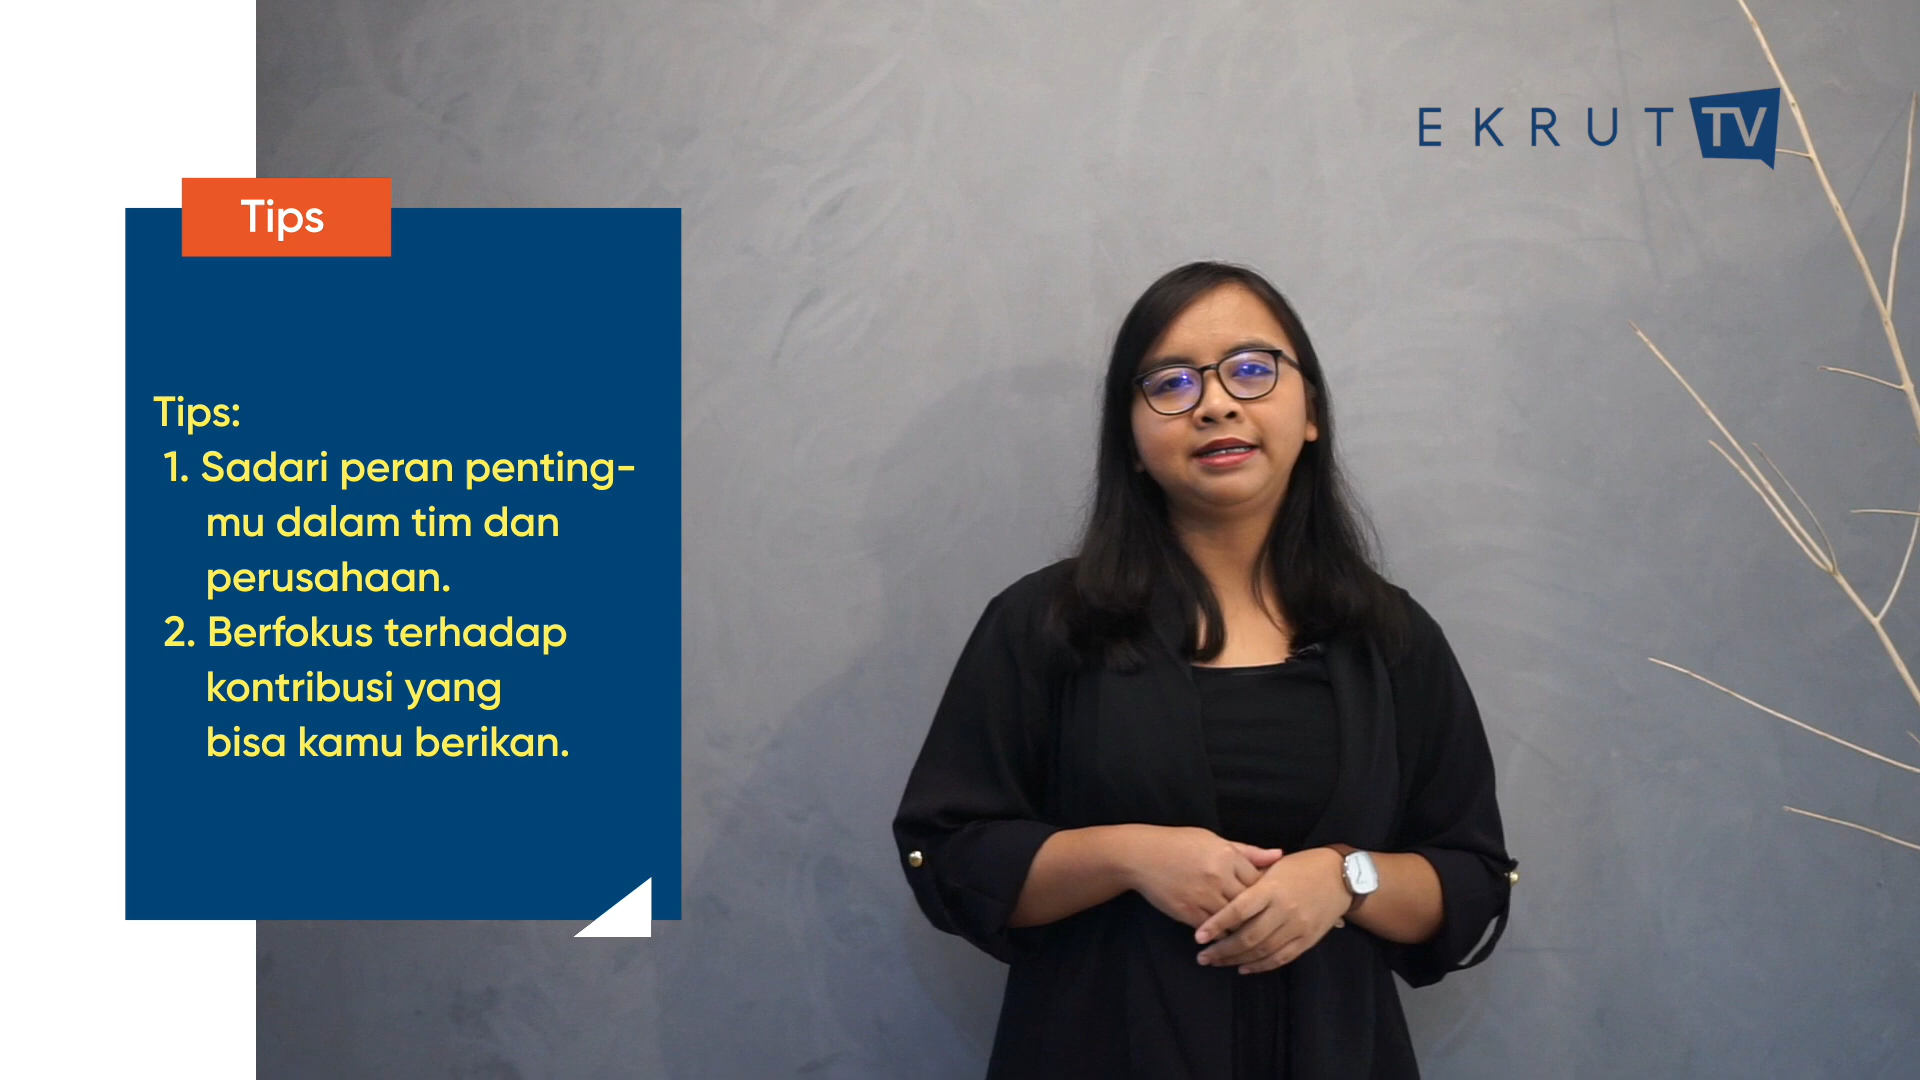 EKRUT TV
Tips
Tips:
1. Sadari peran penting-
mu dalam tim dan
perusahaan.
2. Berfokus terhadap
kontribusi yang
bisa kamu berikan.